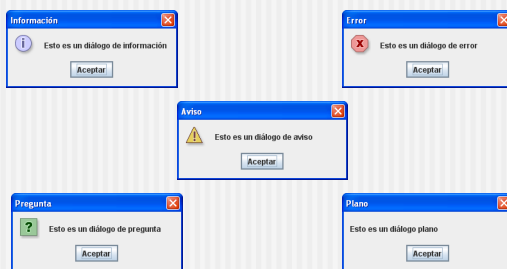 Información
Esto es un diálogo de información
Aceptar
Error
Esto es un diálogo de error
Aceptar
Aviso
Esto es un diálogo de aviso
Aceptar
Pregunta
Esto es un diálogo de pregunta
Aceptar
Plano
Esto es un diálogo plano
Aceptar